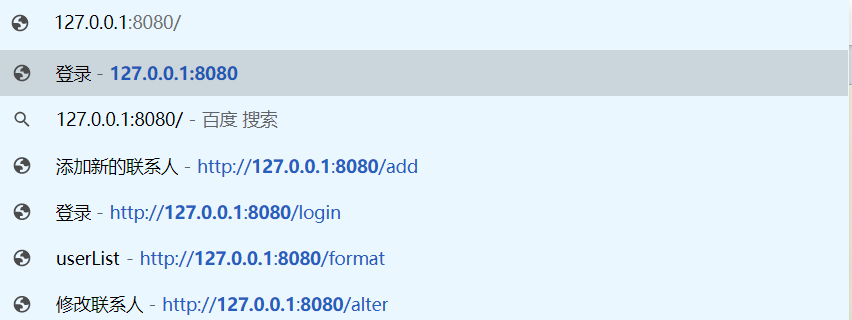 127.0.0.1:8080/
登录 - 127.0.0.1:8080
127.0.0.1:8080/ - 百度 搜索
添加新的联系人 - http://127.0.0.1:8080/add
登录 - http://127.0.0.1:8080/login
userList - http://127.0.0.1:8080/format
修改联系人 - http://127.0.0.1:8080/alter